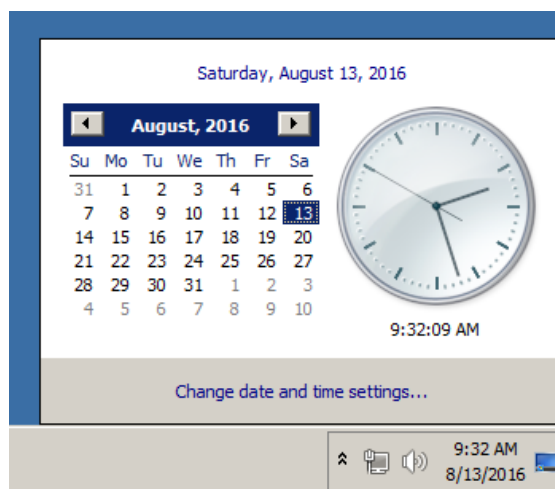 Saturday, August 13, 2016
August, 2016
Su Mo Tu We Th Fr Sa
31 1 2 3 4 5 6
7 8 9 10 11 12 13
14 15 16 17 18 19 20
21 22 23 24 25 26 27
28 29 30 31 1 2 3
4 5 6 7 8 9 10
9:32:09 AM
Change date and time settings...
9:32 AM
8/13/2016